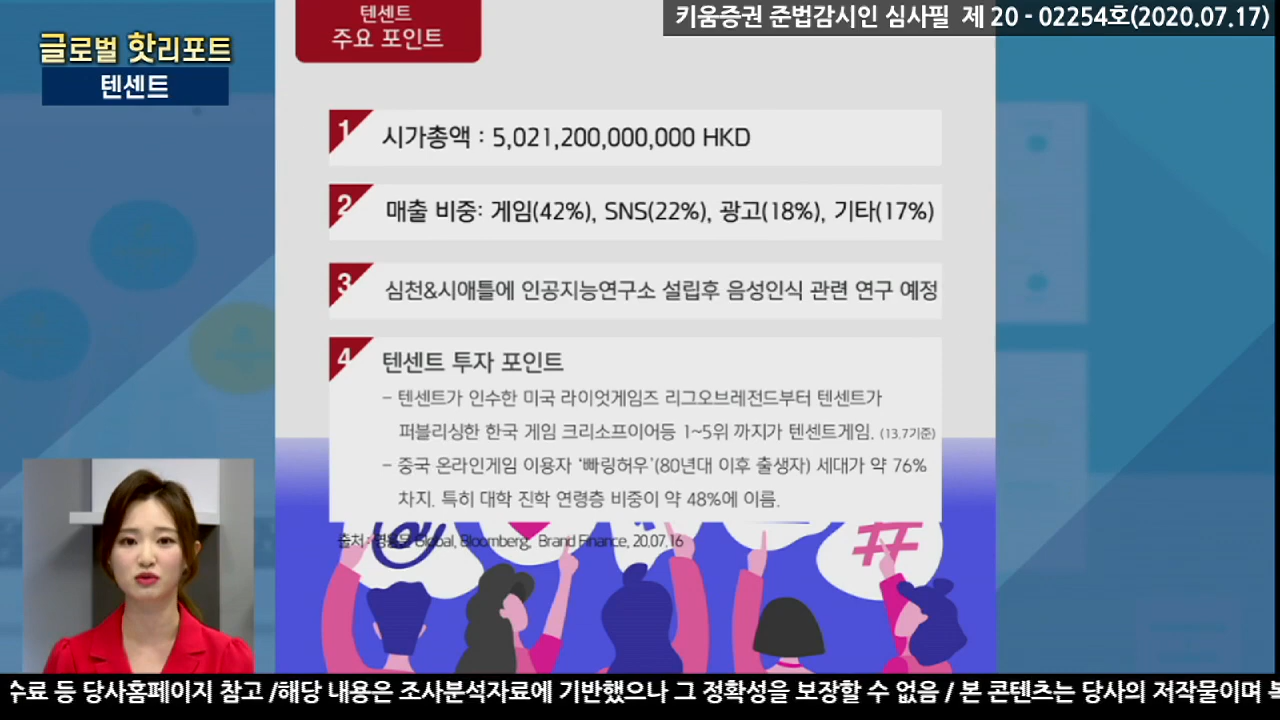 키움증권 준법감시인 심사필 제 20 - 02254호(2020.07.17)
글로벌 핫리포트
텐센트
텐센트
주요 포인트
1 시가총액 : 5,021,200,000,000 HKD
2 매출 비중: 게임(42%), SNS(22%), 광고(18%), 기타(17%)
3 심천&시애틀에 인공지능연구소 설립후 음성인식 관련 연구 예정
4 텐센트 투자 포인트
– 텐센트가 인수한 미국 라이엇게임즈 리그오브레전드부터 텐센트가
퍼블리싱한 한국 게임 크리소프이어등 1~5위 까지가 텐센트게임. (13.7기준)
– 중국 온라인게임 이용자 ‘빠링허우’(80년대 이후 출생자) 세대가 약 76%
차지. 특히 대학 진학 연령층 비중이 약 48%에 이름.
출처: Global, Bloomberg, Brand Finance, 20.07.16
@ #
수료 등 당사홈페이지 참고 /해당 내용은 조사분석자료에 기반했으나 그 정확성을 보장할 수 없음 / 본 콘텐츠는 당사의 저작물이며